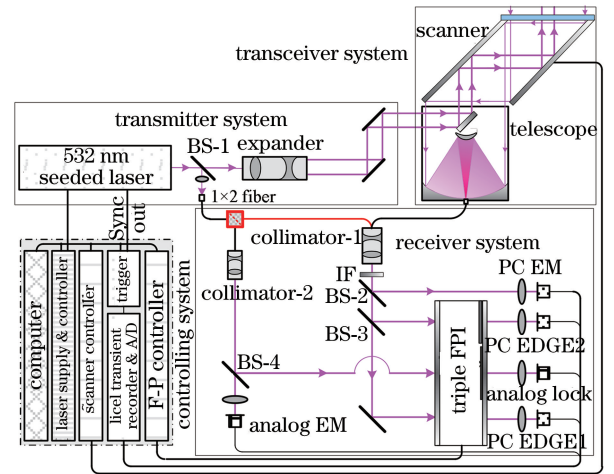 scanner
transceiver system
telescope
transmitter system
BS-1
expander
532 nm
seeded laser
1×2 fiber
Sync
out
collimator-1
receiver system
IF
PC EM
collimator-2
BS-2
BS-3
PC EDGE2
BS-4
triple FPI
analog lock
analog EM
PC EDGE1
controlling system
computer
laser supply & controller
scanner controller
trigger
licel transient
recorder & A/D
F-P controller